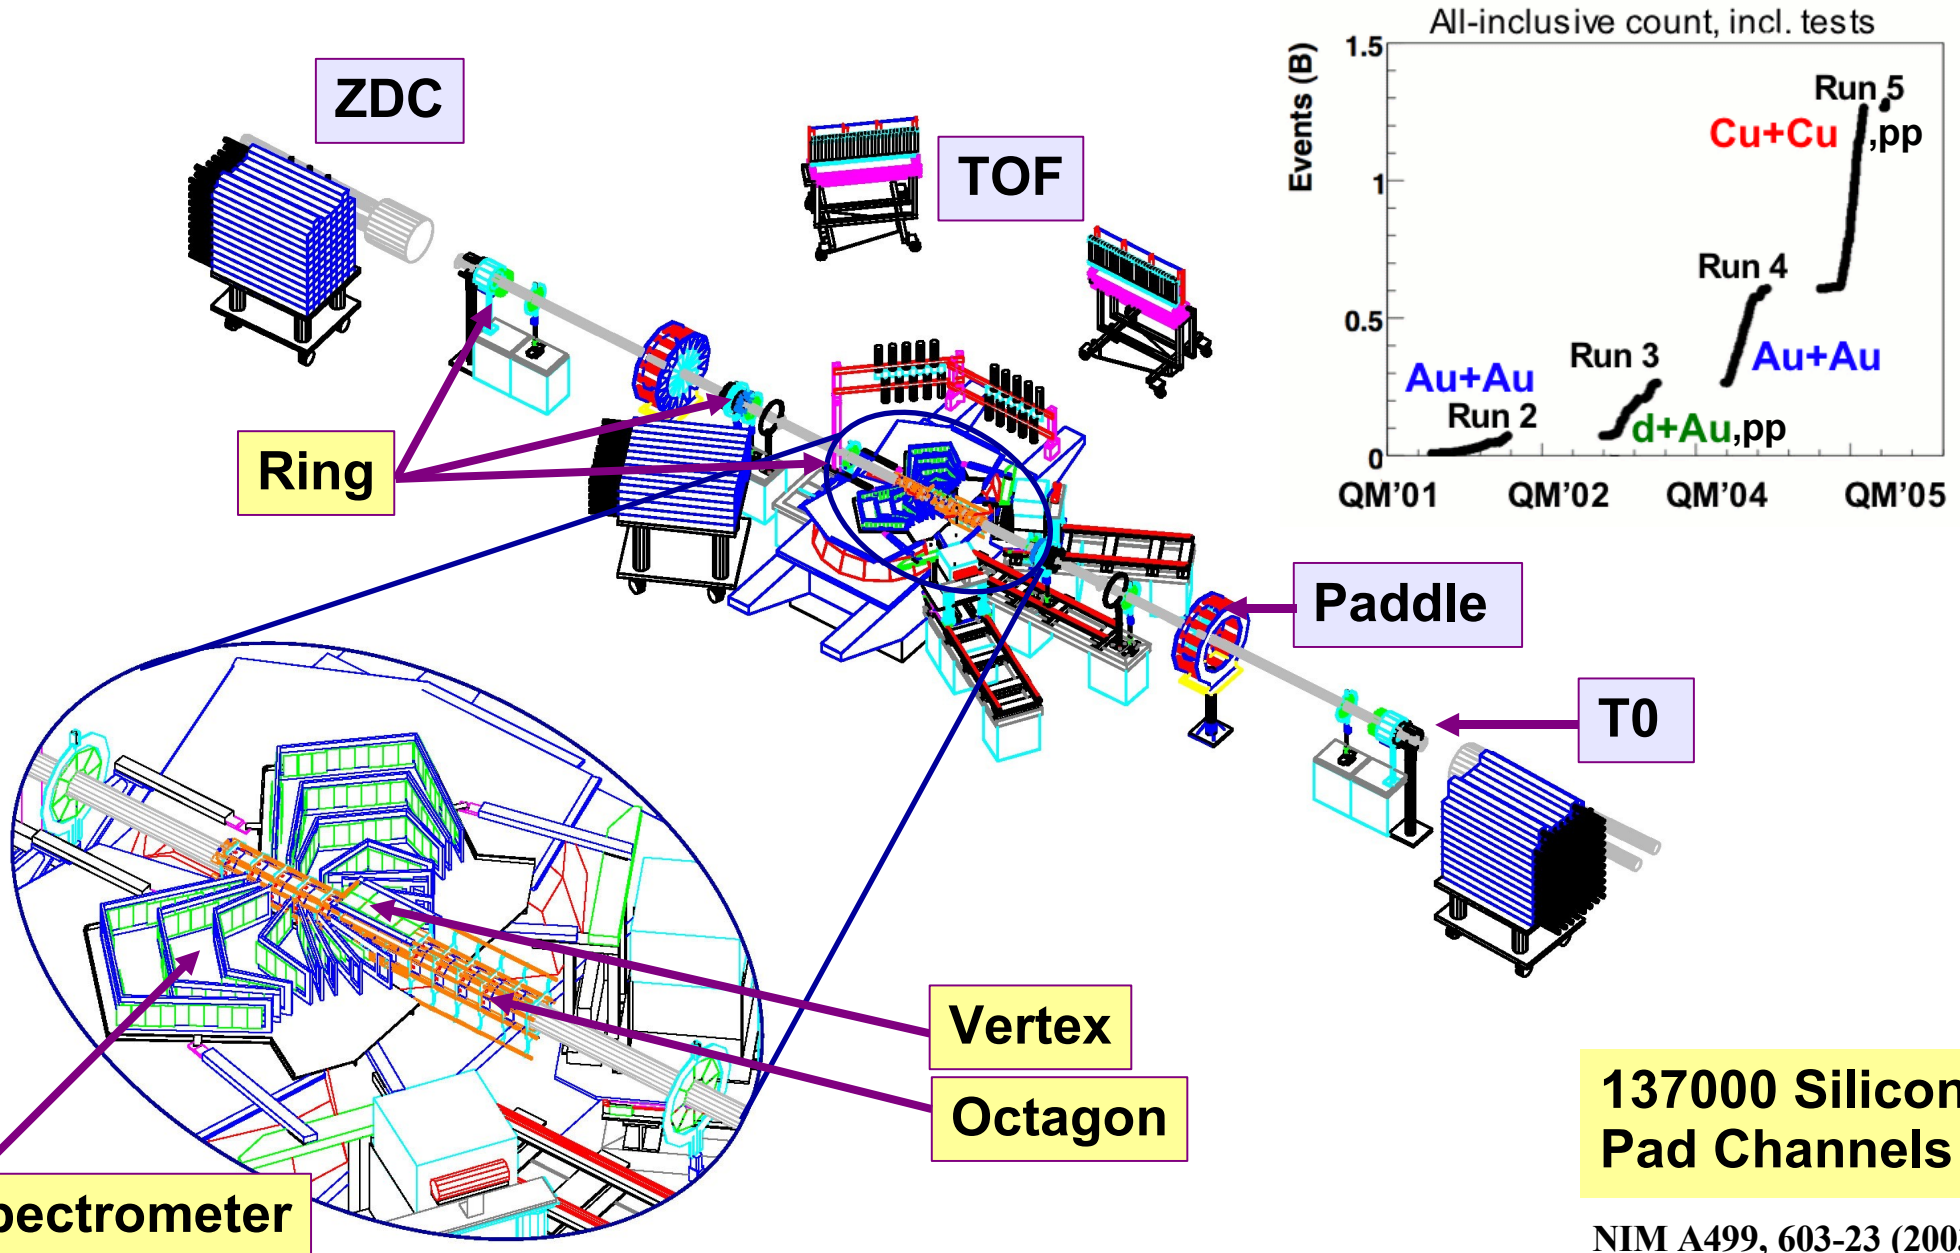 All-inclusive count, incl. tests
Events (B)
1.5
1
0.5
0
QM'01
QM'02
QM'04
QM'05
Run 5
Cu+Cu ,pp
Run 4
Au+Au
Run 3
d+Au,pp
Au+Au
Run 2
ZDC
TOF
Ring
Paddle
T0
Vertex
Octagon
pectrometer
137000 Silicon
Pad Channels
NIM A499, 603-23 (200